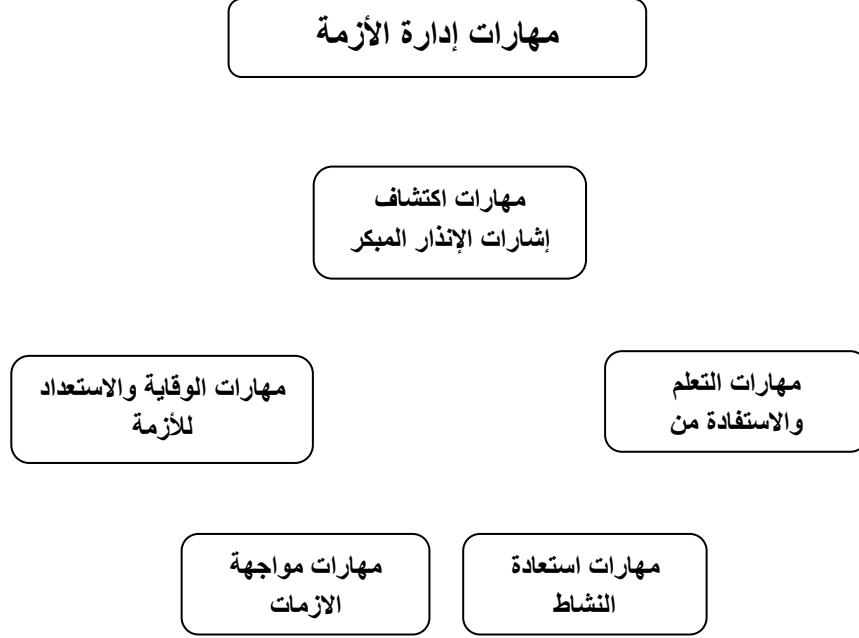 مهارات إدارة الأزمة
مهارات اكتشاف
إشارات الإنذار المبكر
مهارات التعلم
والاستفادة من
مهارات الوقاية والاستعداد
للأزمة
مهارات استعادة
النشاط
مهارات مواجهة
الازمات